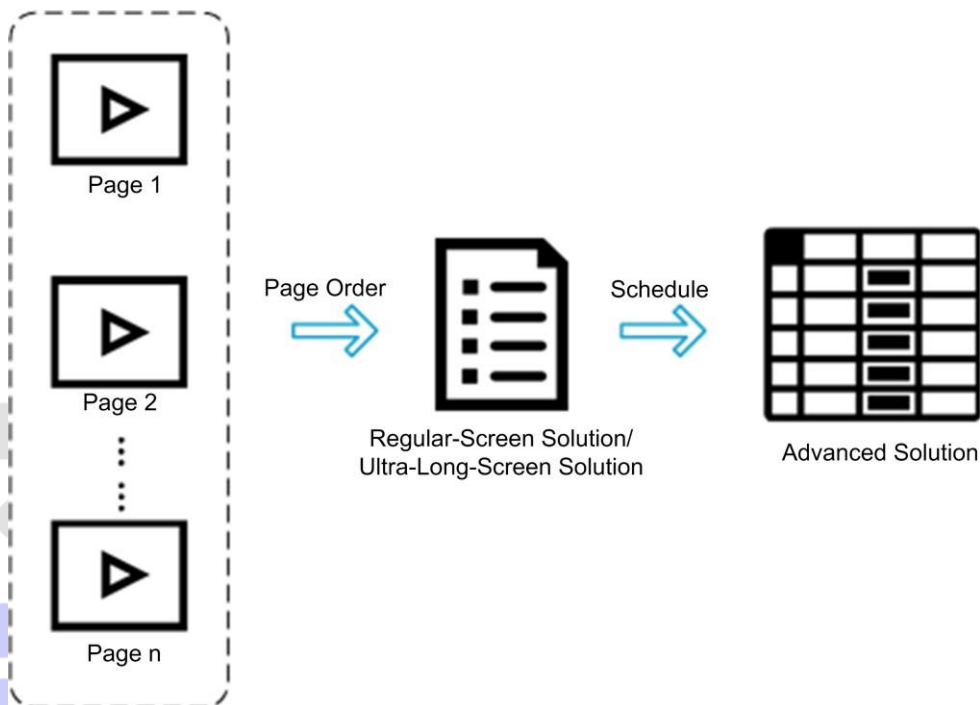 Page 1
Page 2
Page n
Page Order
Regular-Screen Solution/
Ultra-Long-Screen Solution
Schedule
Advanced Solution